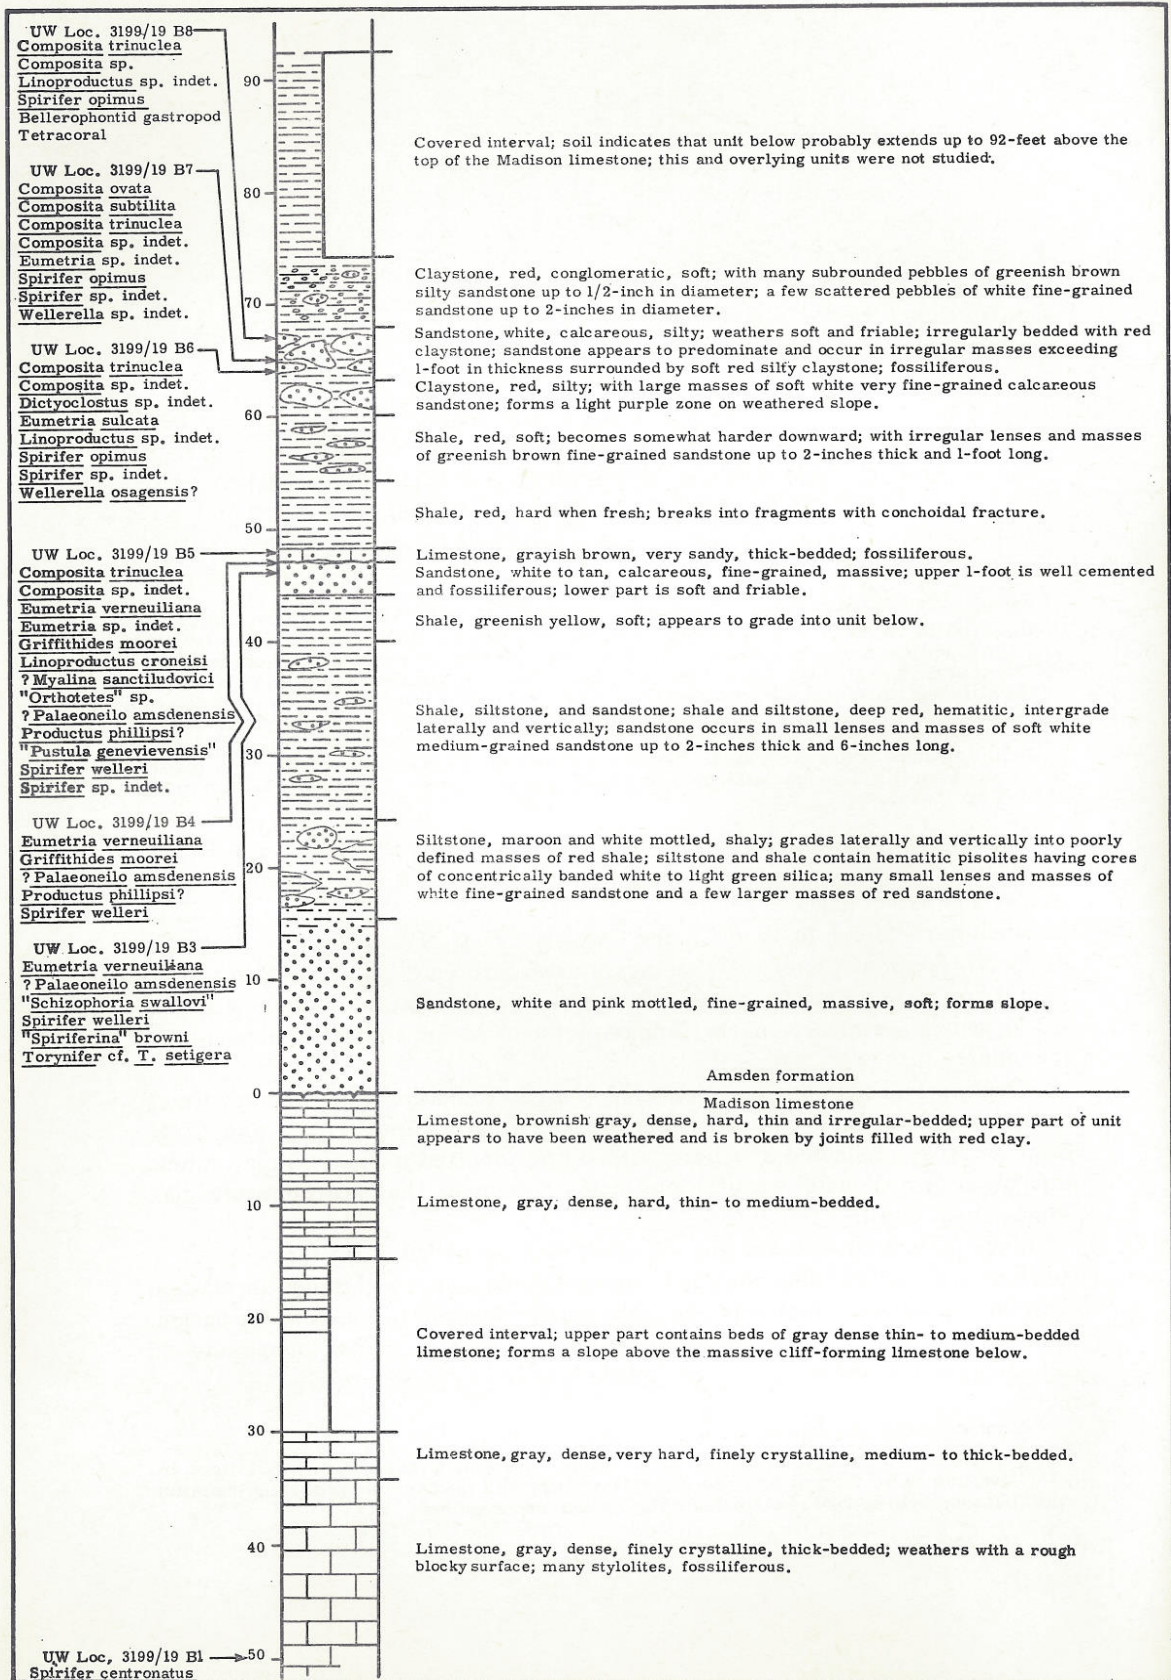 UW Loc. 3199/19 B8
Composita trinuclea
Composita sp.
Linoproductus sp. indet.
Spirifer opimus
Bellerophontid gastropod
Tetracoral
UW Loc. 3199/19 B7
Composita ovata
Composita subtilita
Composita trinuclea
Composita sp. indet.
Eumetria sp. indet.
Spirifer opimus
Spirifer sp. indet.
Wellerella sp. indet.
UW Loc. 3199/19 B6
Composita trinuclea
Composita sp. indet.
Dictyoclostus sp. indet.
Eumetria sulcata
Linoproductus sp. indet.
Spirifer opimus
Spirifer sp. indet.
Wellerella osagensis?
UW Loc. 3199/19 B5
Composita trinuclea
Composita sp. indet.
Eumetria verneuiliana
Eumetria sp. indet.
Griffithides moorei
Linoproductus croneisi
? Myalina sanctiludovici
"Orthotetes" sp.
? Palaeoneilo amsdenensis
Productus phillipsi?
"Pustula genevievensis"
Spirifer welleri
Spirifer sp. indet.
UW Loc. 3199/19 B4
Eumetria verneuiliana
Griffithides moorei
? Palaeoneilo amsdenensis
Productus phillipsi?
Spirifer welleri
UW Loc. 3199/19 B3
Eumetria verneuiliana
? Palaeoneilo amsdenensis
"Schizophoria swallovi"
Spirifer welleri
"Spiriferina" browni
Torynifer cf. T. setigera
UW Loc, 3199/19 B1
Spirifer centronatus
90
80
70
60
50
40
30
20
10
0
10
20
30
40
50
Covered interval; soil indicates that unit below probably extends up to 92-feet above the
top of the Madison limestone; this and overlying units were not studied.
Claystone, red, conglomeratic, soft; with many subrounded pebbles of greenish brown
silty sandstone up to 1/2-inch in diameter; a few scattered pebbles of white fine-grained
sandstone up to 2-inches in diameter.
Sandstone, white, calcareous, silty; weathers soft and friable; irregularly bedded with red
claystone; sandstone appears to predominate and occur in irregular masses exceeding
1-foot in thickness surrounded by soft red silty claystone; fossiliferous.
Claystone, red, silty; with large masses of soft white very fine-grained calcareous
sandstone; forms a light purple zone on weathered slope.
Shale, red, soft; becomes somewhat harder downward; with irregular lenses and masses
of greenish brown fine-grained sandstone up to 2-inches thick and 1-foot long.
Shale, red, hard when fresh; breaks into fragments with conchoidal fracture.
Limestone, grayish brown, very sandy, thick-bedded; fossiliferous.
Sandstone, white to tan, calcareous, fine-grained, massive; upper 1-foot is well cemented
and fossiliferous; lower part is soft and friable.
Shale, greenish yellow, soft; appears to grade into unit below.
Shale, siltstone, and sandstone; shale and siltstone, deep red, hematitic, intergrade
laterally and vertically; sandstone occurs in small lenses and masses of soft white
medium-grained sandstone up to 2-inches thick and 6-inches long.
Siltstone, maroon and white mottled, shaly; grades laterally and vertically into poorly
defined masses of red shale; siltstone and shale contain hematitic pisolites having cores
of concentrically banded white to light green silica; many small lenses and masses of
white fine-grained sandstone and a few larger masses of red sandstone.
Sandstone, white and pink mottled, fine-grained, massive, soft; forms slope.
Amsden formation
Madison limestone
Limestone, brownish gray, dense, hard, thin and irregular-bedded; upper part of unit
appears to have been weathered and is broken by joints filled with red clay.
Limestone, gray, dense, hard, thin- to medium-bedded.
Covered interval; upper part contains beds of gray dense thin- to medium-bedded
limestone; forms a slope above the massive cliff-forming limestone below.
Limestone, gray, dense, very hard, finely crystalline, medium- to thick-bedded.
Limestone, gray, dense, finely crystalline, thick-bedded; weathers with a rough
blocky surface; many stylolites, fossiliferous.